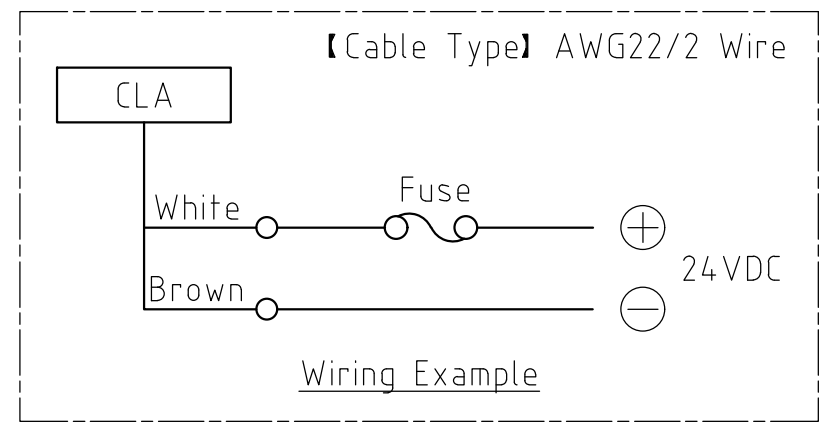 【Cable Type】 AWG22/2 Wire
CLA
Fuse
White
+
24VDC
Brown
−
Wiring Example